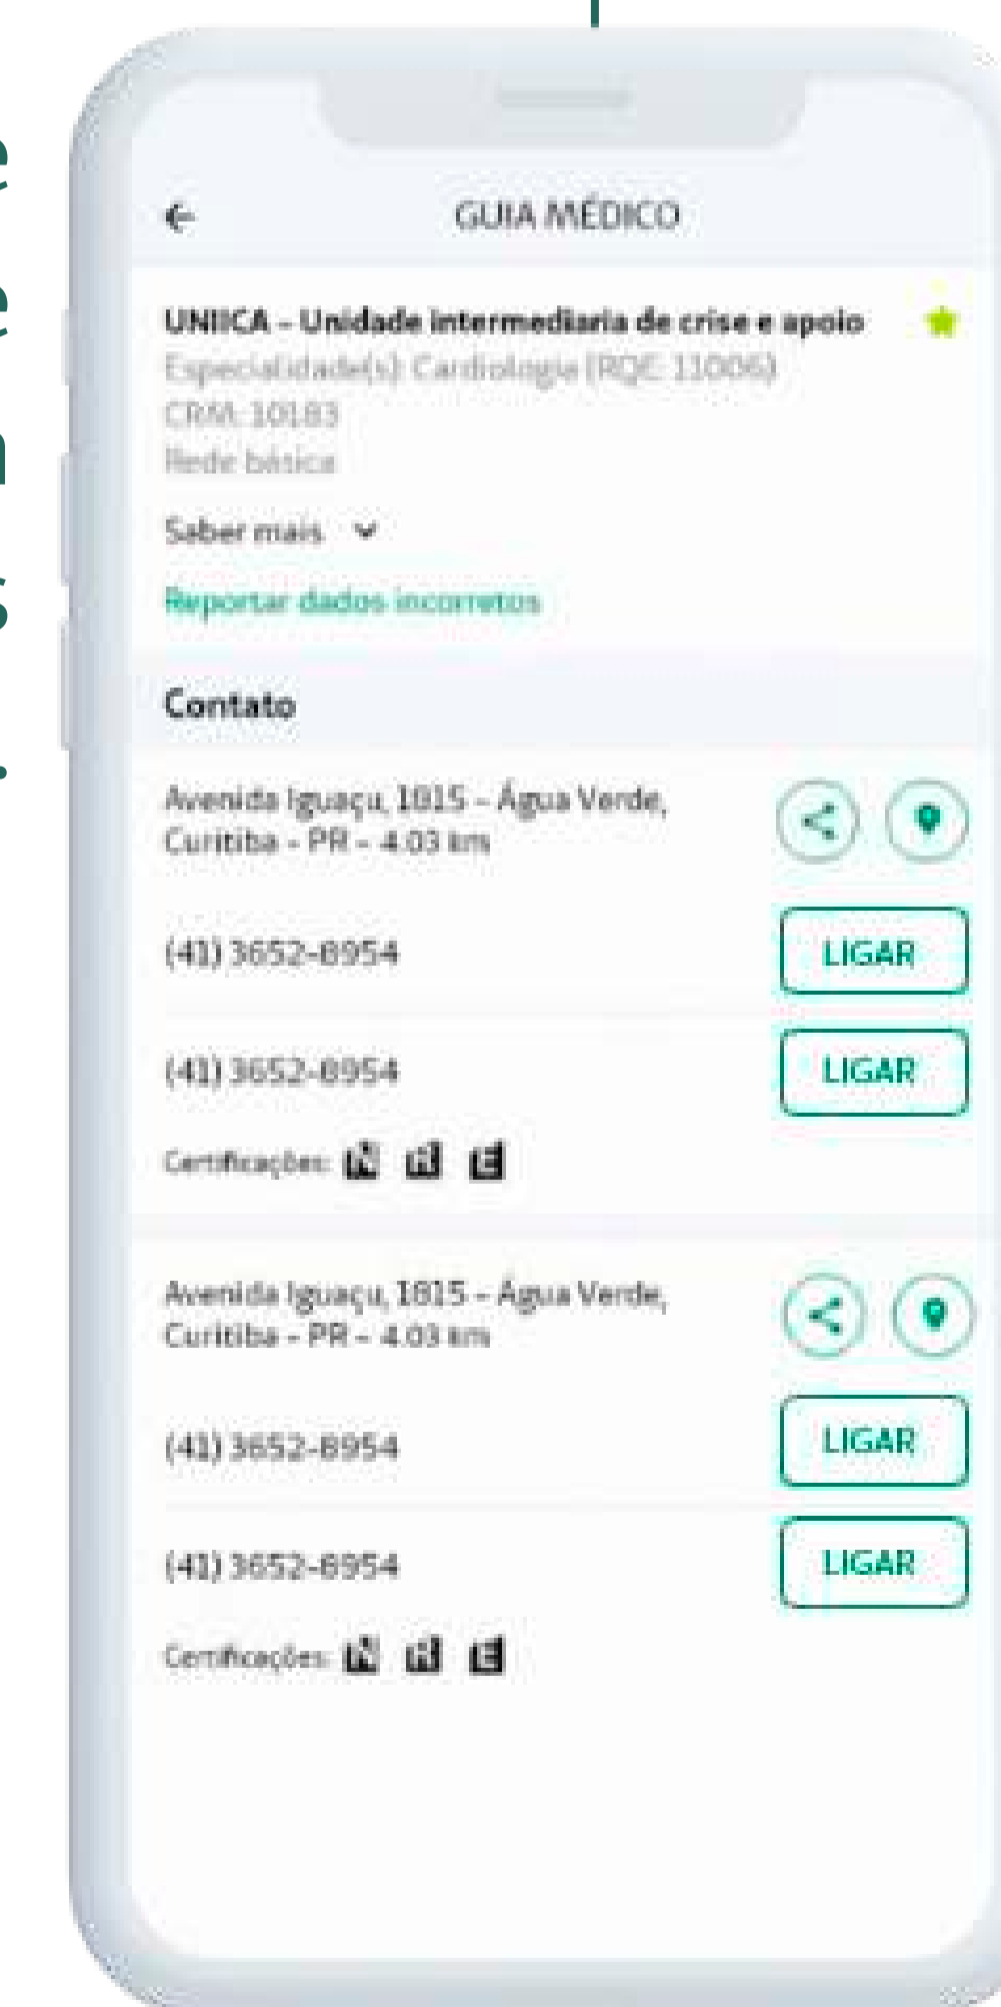 e
e
n
s
.
GUIA MÉDICO
UNIICA – Unidade intermediaria de crise e apoio
Especialidade(s): Cardiologia (RQE: 11006)
CRM: 10183
Rede básica
Saber mais
Reportar dados incorretos
Contato
Avenida Iguaçu, 1815 – Água Verde,
Curitiba – PR – 4.03 km
(41) 3652-8954 LIGAR
(41) 3652-8954 LIGAR
Certificações: N R E
Avenida Iguaçu, 1815 – Água Verde,
Curitiba – PR – 4.03 km
(41) 3652-8954 LIGAR
(41) 3652-8954 LIGAR
Certificações: N R E